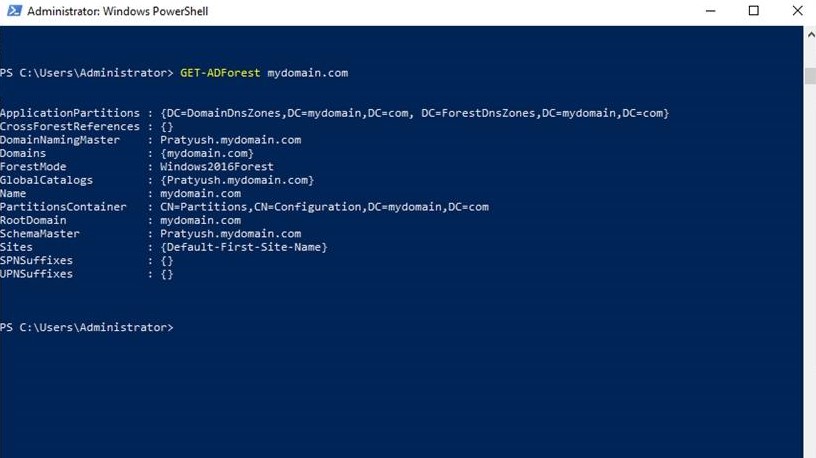 Administrator: Windows PowerShell
PS C:\Users\Administrator> GET-ADForest mydomain.com
ApplicationPartitions : {DC=DomainDnsZones,DC=mydomain,DC=com, DC=ForestDnsZones,DC=mydomain,DC=com}
CrossForestReferences : {}
DomainNamingMaster    : Pratyush.mydomain.com
Domains               : {mydomain.com}
ForestMode            : Windows2016Forest
GlobalCatalogs        : {Pratyush.mydomain.com}
Name                  : mydomain.com
PartitionsContainer   : CN=Partitions,CN=Configuration,DC=mydomain,DC=com
RootDomain            : mydomain.com
SchemaMaster          : Pratyush.mydomain.com
Sites                 : {Default-First-Site-Name}
SPNSuffixes           : {}
UPNSuffixes           : {}
PS C:\Users\Administrator>